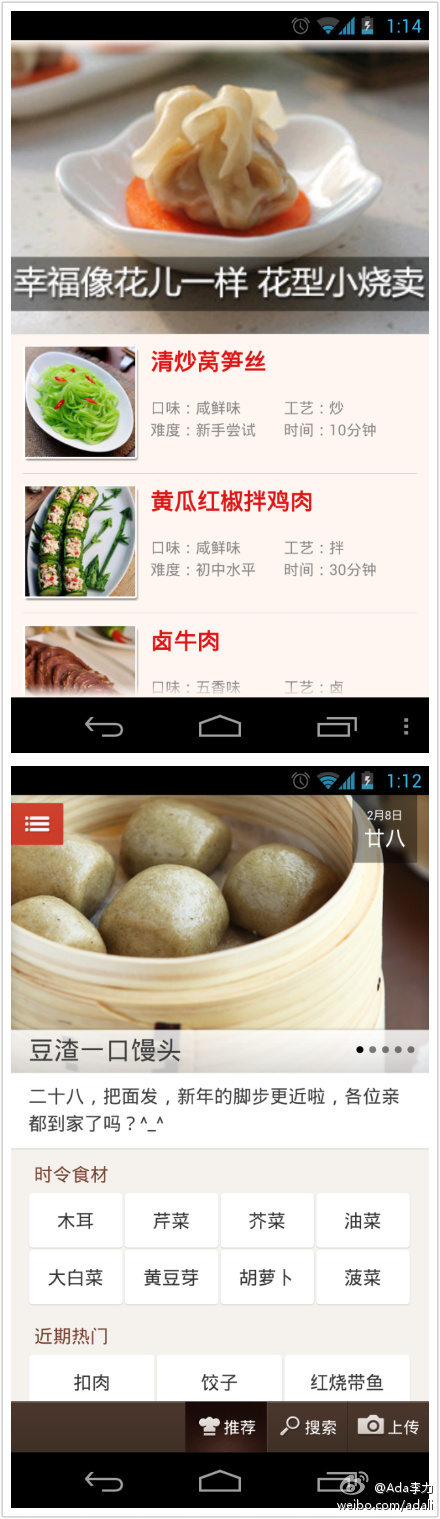 1:14
幸福像花儿一样 花型小烧卖
清炒莴笋丝
口味：咸鲜味 工艺：炒
难度：新手尝试 时间：10分钟
黄瓜红椒拌鸡肉
口味：咸鲜味 工艺：拌
难度：初中水平 时间：30分钟
卤牛肉
口味：五香味 工艺：卤
1:12
2月8日
廿八
豆渣一口馒头
二十八，把面发，新年的脚步更近啦，各位亲
都到家了吗？^_^
时令食材
木耳 芹菜 芥菜 油菜
大白菜 黄豆芽 胡萝卜 菠菜
近期热门
扣肉 饺子 红烧带鱼
推荐 搜索 上传
@Ada李力
weibo.com/adali